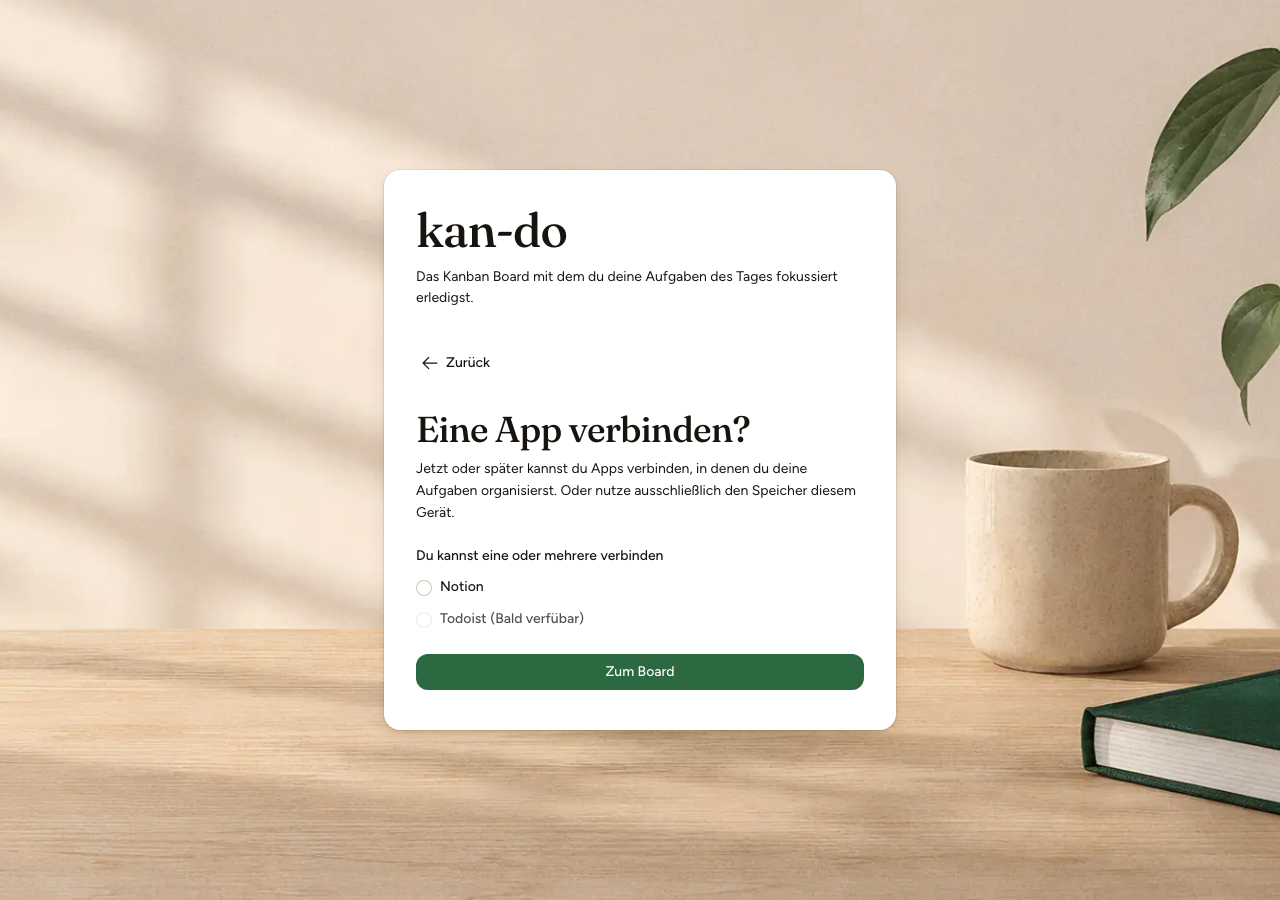 kan-do
Das Kanban Board mit dem du deine Aufgaben des Tages fokussiert
erledigst.
Zurück
Eine App verbinden?
Jetzt oder später kannst du Apps verbinden, in denen du deine
Aufgaben organisierst. Oder nutze ausschließlich den Speicher diesem
Gerät.
Du kannst eine oder mehrere verbinden
Notion
Todoist (Bald verfübar)
Zum Board